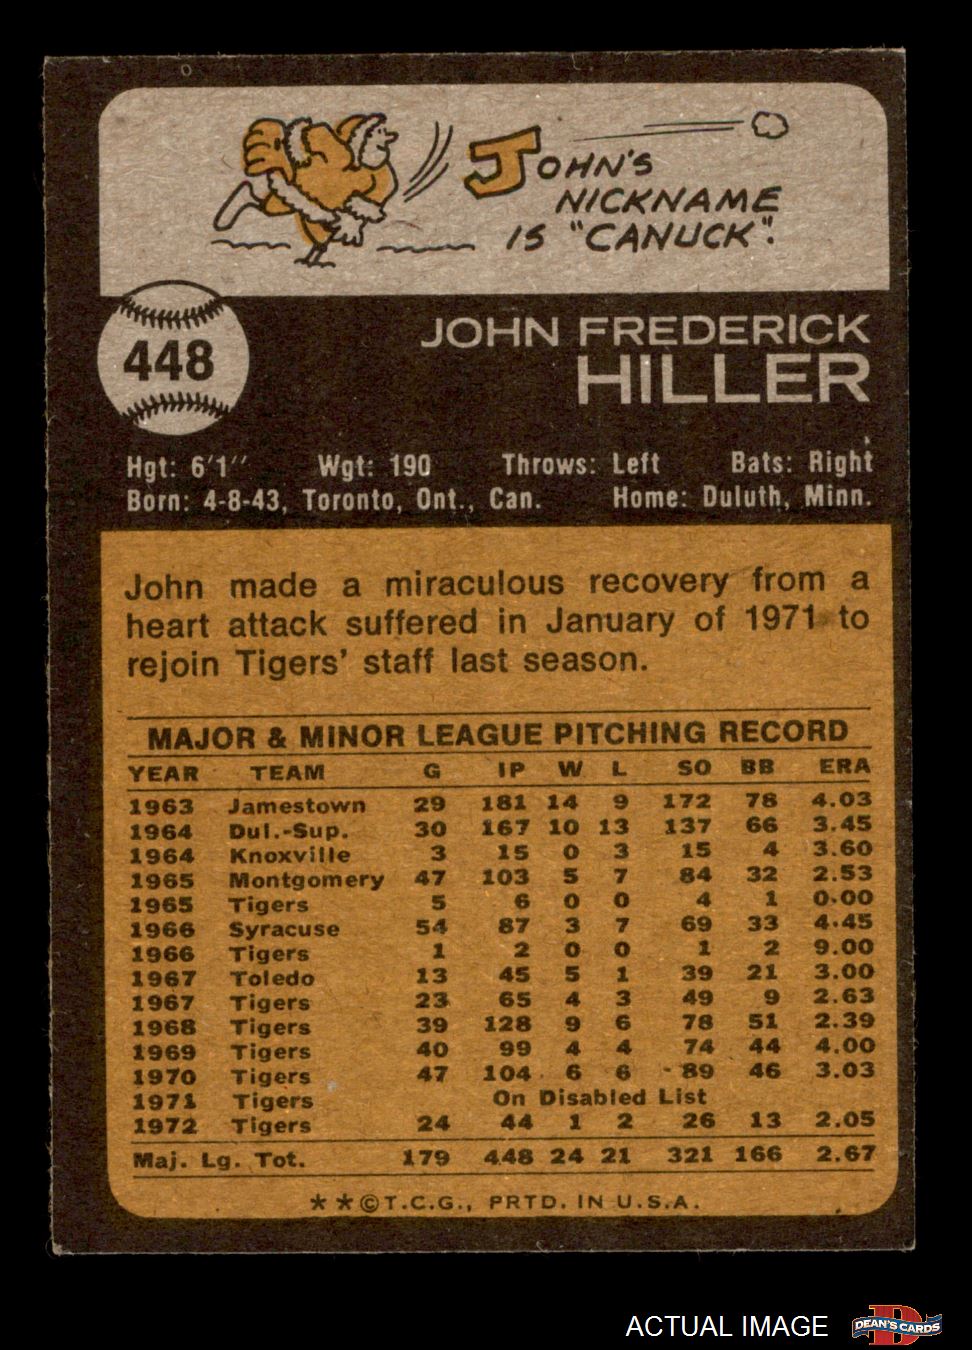 JOHN'S
NICKNAME
IS "CANUCK".
448
JOHN FREDERICK
HILLER
Hgt: 6'1" Wgt: 190 Throws: Left Bats: Right
Born: 4-8-43, Toronto, Ont., Can. Home: Duluth, Minn.
John made a miraculous recovery from a
heart attack suffered in January of 1971 to
rejoin Tigers' staff last season.
MAJOR & MINOR LEAGUE PITCHING RECORD
YEAR TEAM G IP W L SO BB ERA
1963 Jamestown 29 181 14 9 172 78 4.03
1964 Dul.-Sup. 30 167 10 13 137 66 3.45
1964 Knoxville 3 15 0 3 15 4 3.60
1965 Montgomery 47 103 5 7 84 32 2.53
1965 Tigers 5 6 0 0 4 1 0.00
1966 Syracuse 54 87 3 7 69 33 4.45
1966 Tigers 1 2 0 0 1 2 9.00
1967 Toledo 13 45 5 1 39 21 3.00
1967 Tigers 23 65 4 3 49 9 2.63
1968 Tigers 39 128 9 6 78 51 2.39
1969 Tigers 40 99 4 4 74 44 4.00
1970 Tigers 47 104 6 6 89 46 3.03
1971 Tigers On Disabled List
1972 Tigers 24 44 1 2 26 13 2.05
Maj. Lg. Tot. 179 448 24 21 321 166 2.67
**©T.C.G., PRTD. IN U.S.A.
ACTUAL IMAGE
D
DEAN'S CARDS